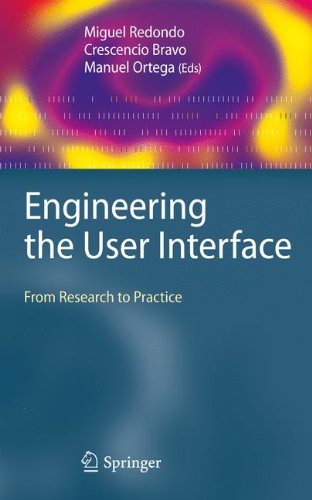 Miguel Redondo
Crescencio Bravo
Manuel Ortega (Eds)
Engineering
the User Interface
From Research to Practice
Springer